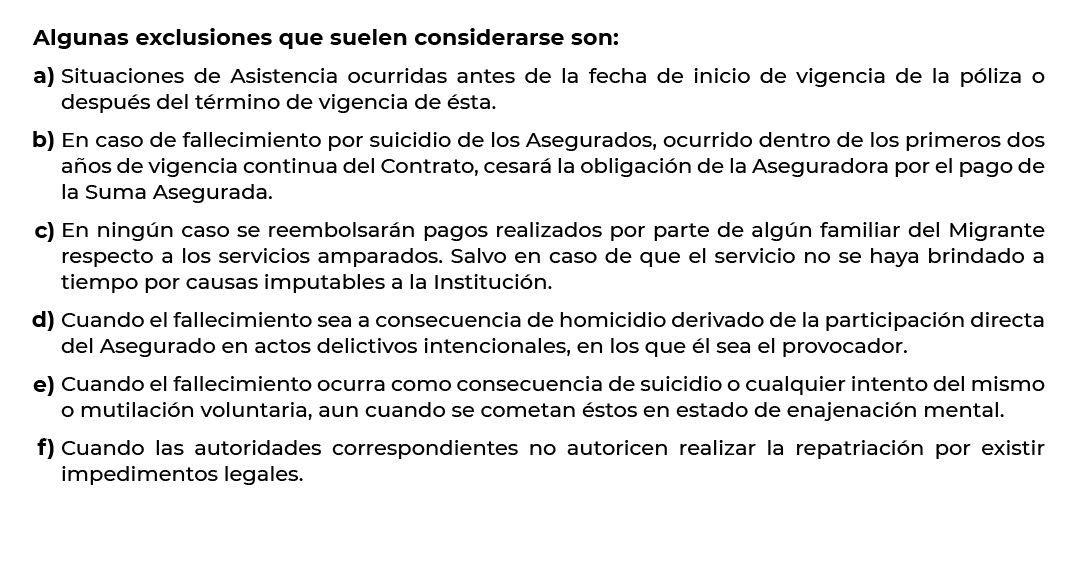 Algunas exclusiones que suelen considerarse son:
a) Situaciones de Asistencia ocurridas antes de la fecha de inicio de vigencia de la póliza o
después del término de vigencia de ésta.
b) En caso de fallecimiento por suicidio de los Asegurados, ocurrido dentro de los primeros dos
años de vigencia continua del Contrato, cesará la obligación de la Aseguradora por el pago de
la Suma Asegurada.
c) En ningún caso se reembolsarán pagos realizados por parte de algún familiar del Migrante
respecto a los servicios amparados. Salvo en caso de que el servicio no se haya brindado a
tiempo por causas imputables a la Institución.
d) Cuando el fallecimiento sea a consecuencia de homicidio derivado de la participación directa
del Asegurado en actos delictivos intencionales, en los que él sea el provocador.
e) Cuando el fallecimiento ocurra como consecuencia de suicidio o cualquier intento del mismo
o mutilación voluntaria, aun cuando se cometan éstos en estado de enajenación mental.
f) Cuando las autoridades correspondientes no autoricen realizar la repatriación por existir
impedimentos legales.